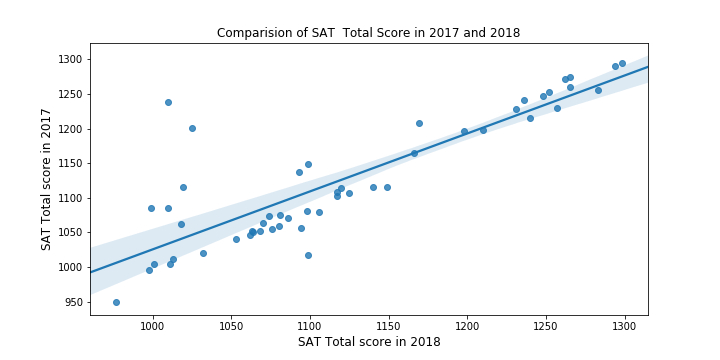 Comparision of SAT  Total Score in 2017 and 2018
SAT Total score in 2017
1300
1250
1200
1150
1100
1050
1000
950
1000 1050 1100 1150 1200 1250 1300
SAT Total score in 2018